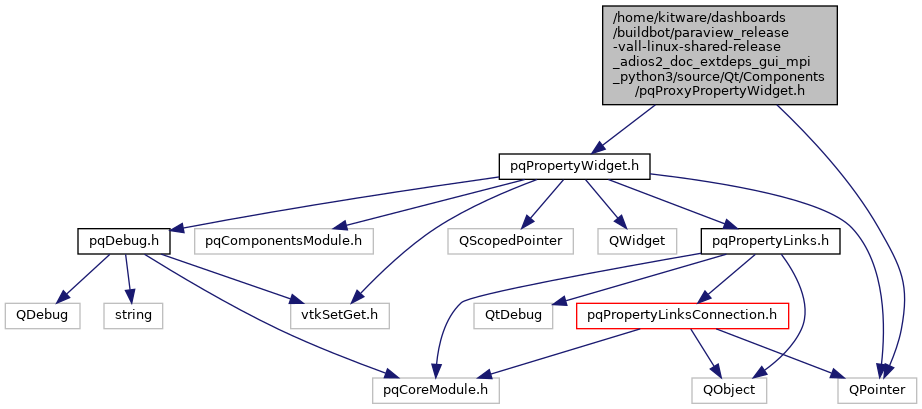 /home/kitware/dashboards
/buildbot/paraview_release
-vall-linux-shared-release
_adios2_doc_extdeps_gui_mpi
_python3/source/Qt/Components
/pqProxyPropertyWidget.h
pqPropertyWidget.h
pqDebug.h
pqComponentsModule.h
QScopedPointer
QWidget
pqPropertyLinks.h
QDebug
string
vtkSetGet.h
QtDebug
pqPropertyLinksConnection.h
pqCoreModule.h
QObject
QPointer